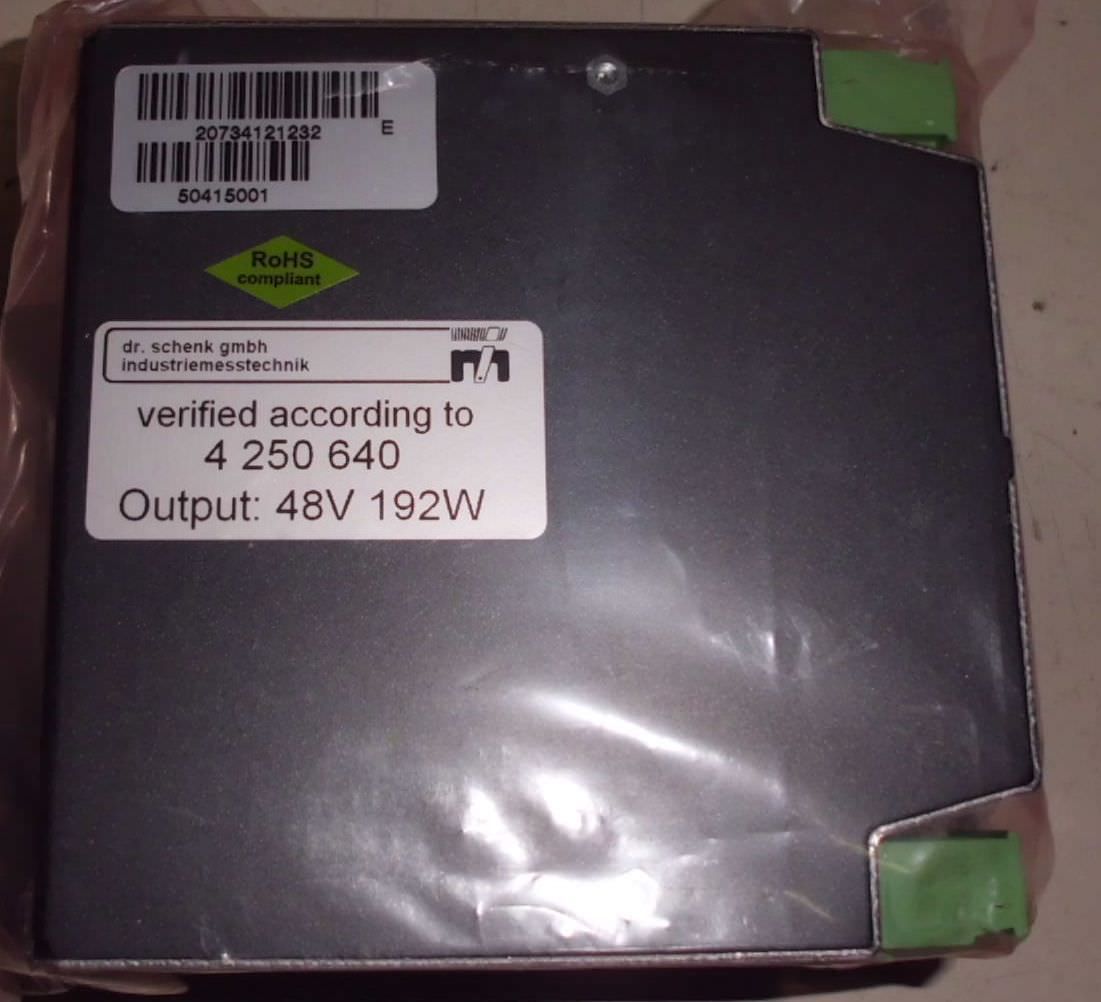 20734121232
E
50415001
RoHS
compliant
dr. schenk gmbh
industriemesstechnik
verified according to
4 250 640
Output: 48V 192W